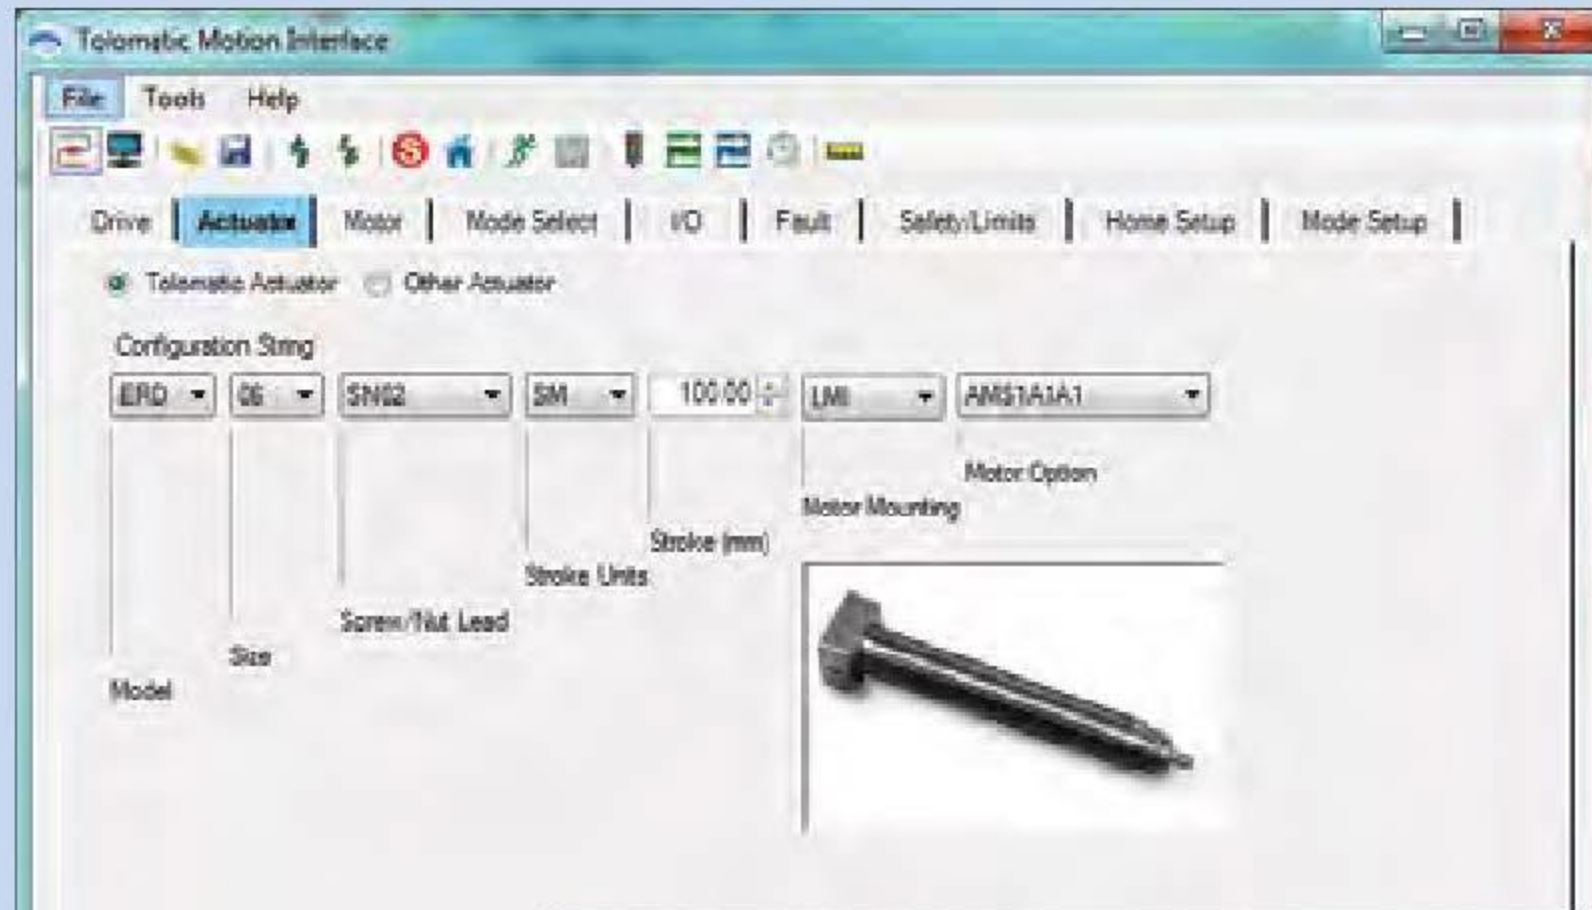 Tolomatic Motion Interface
File Tools Help
Drive Actuator Motor Mode Select I/O Fault Safety/Limits Home Setup Mode Setup
Tolomatic Actuator Other Actuator
Configuration String
ERD 06 SN02 SM 100.00 LMI AMS1A1A1
Motor Option
Motor Mounting
Stroke (mm)
Stroke Units
Screw/Nut Lead
Size
Model